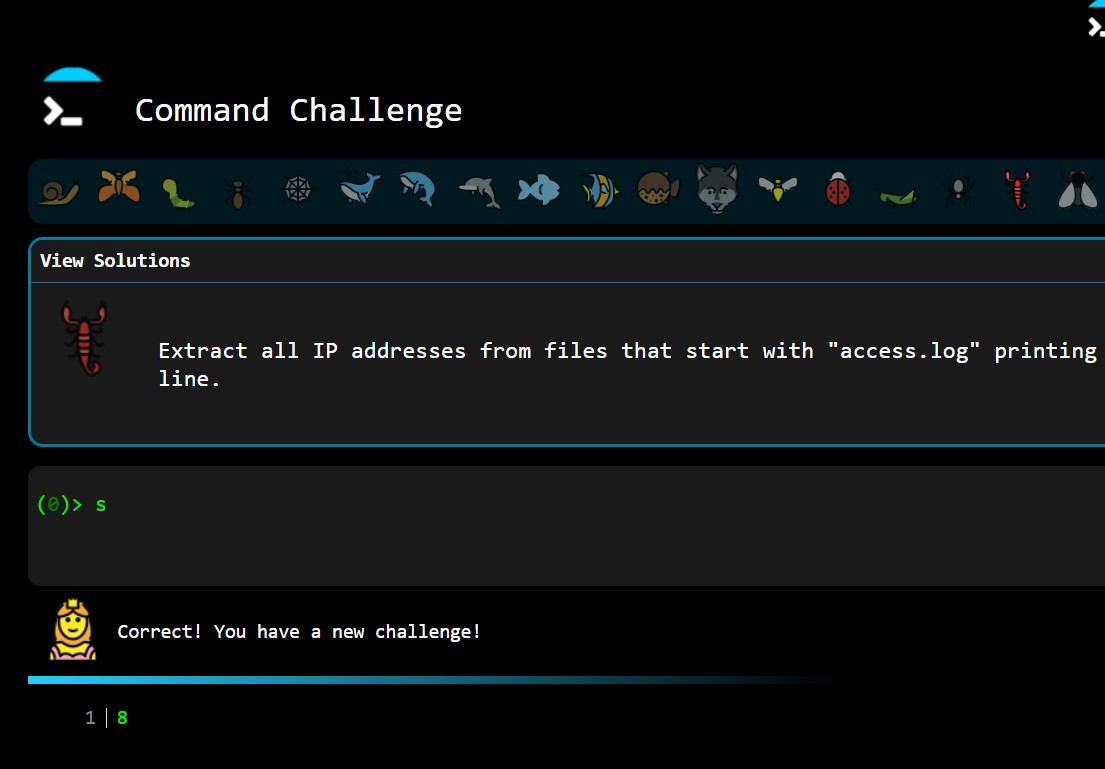 Command Challenge
View Solutions
Extract all IP addresses from files that start with "access.log" printing
line.
(0)> s
Correct! You have a new challenge!
1 | 8